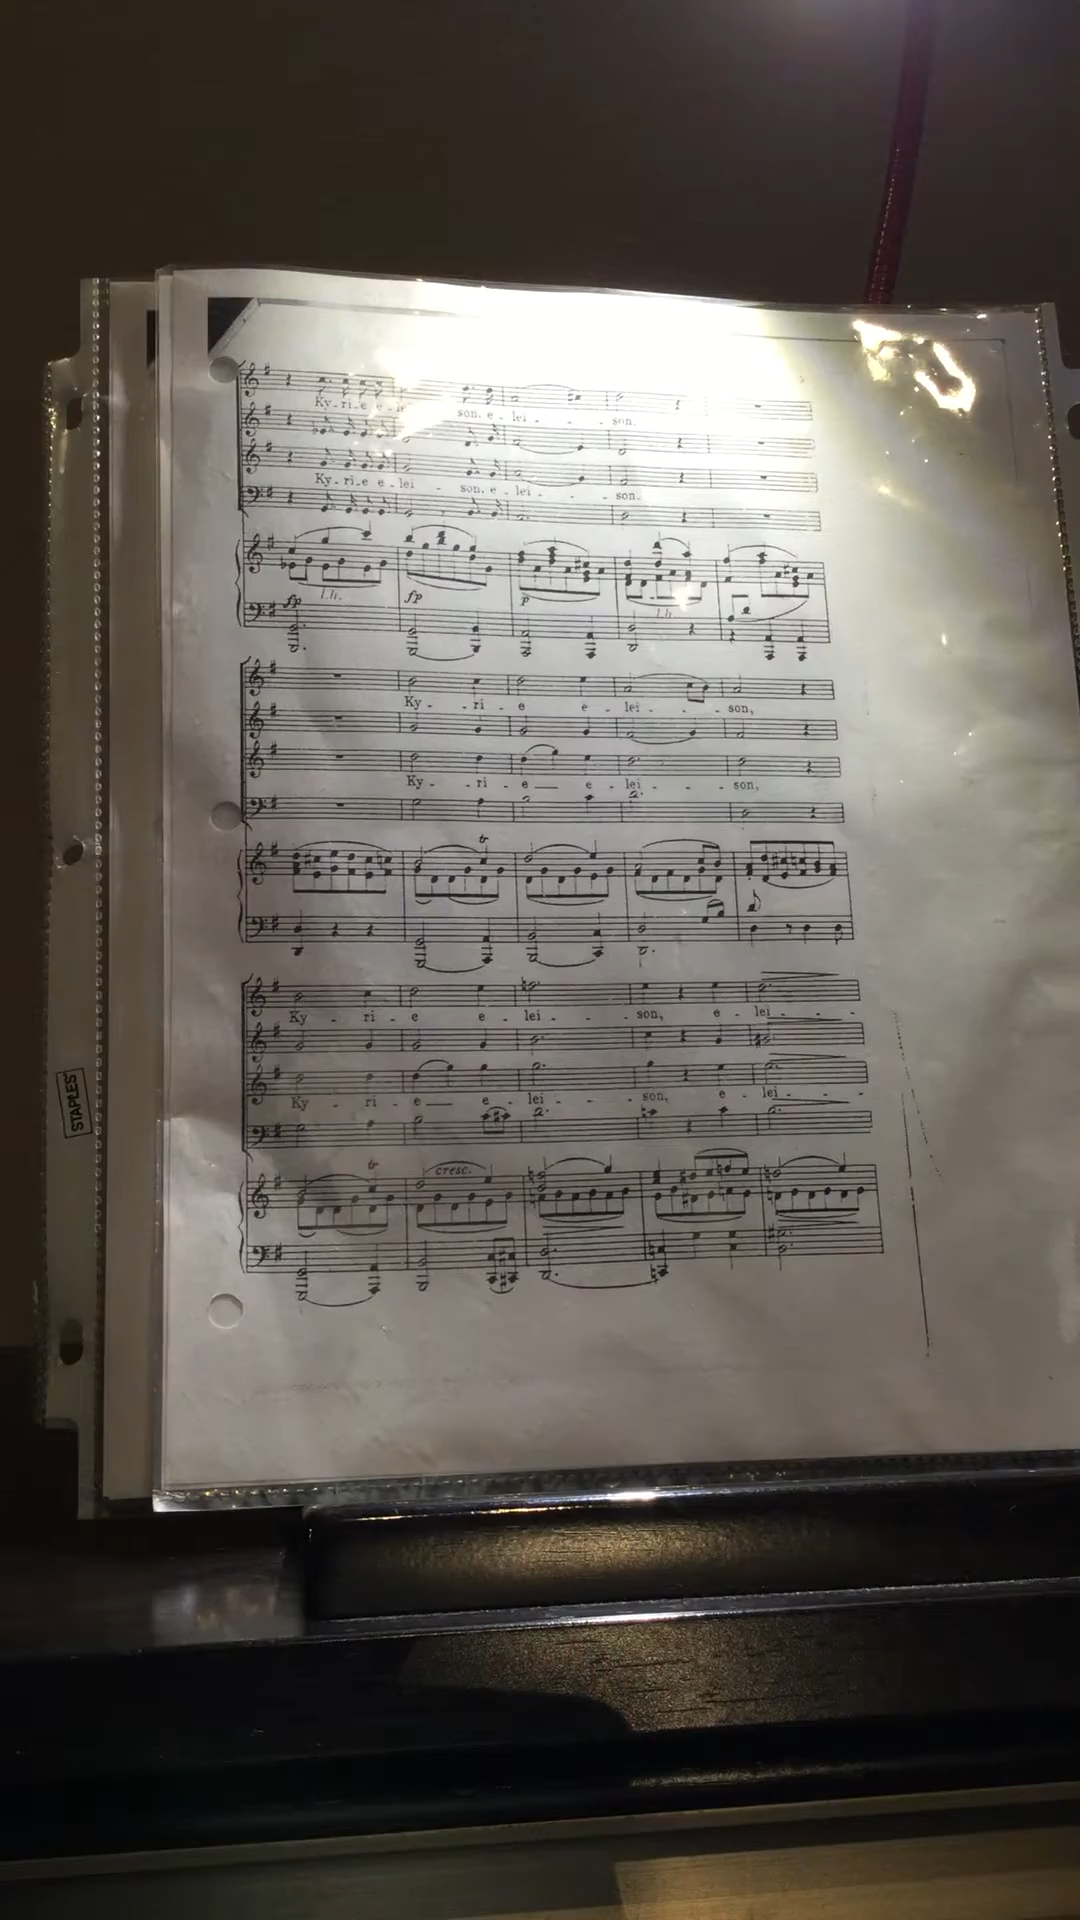 Ky - ri - e e - lei - son, e - lei - - - son.
Ky - ri - e e - lei - son, e - lei - - - son.
fp l.h. fp p l.h.
Ky - - ri - e e - lei - - - son,
Ky - - ri - e e - lei - - - son,
tr
Ky - ri - e e - lei - - - son, e - lei - - -
Ky - ri - e e - lei - - - son, e - lei - - -
tr cresc.
STAPLES